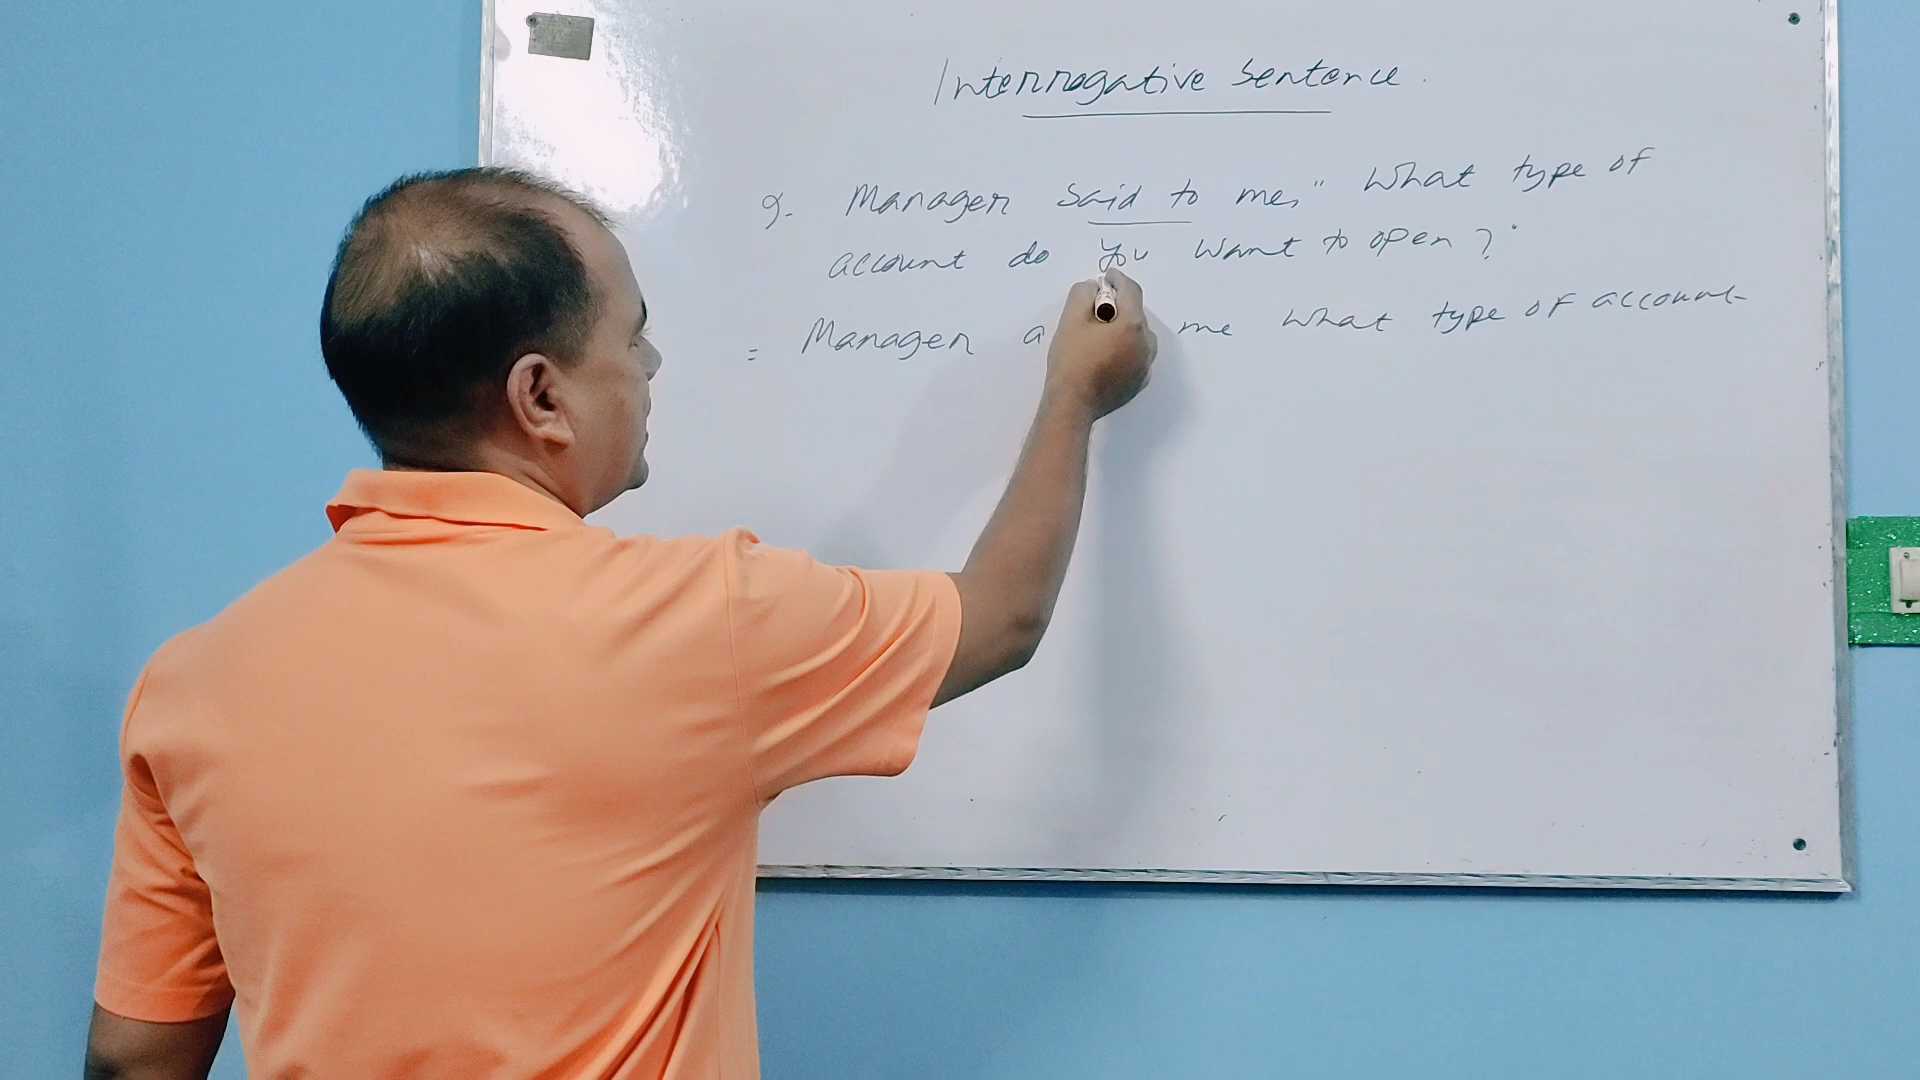 Interrogative Sentence.
Q. Manager said to me, " What type of
account do you want to open ?"
= Manager a me what type of account